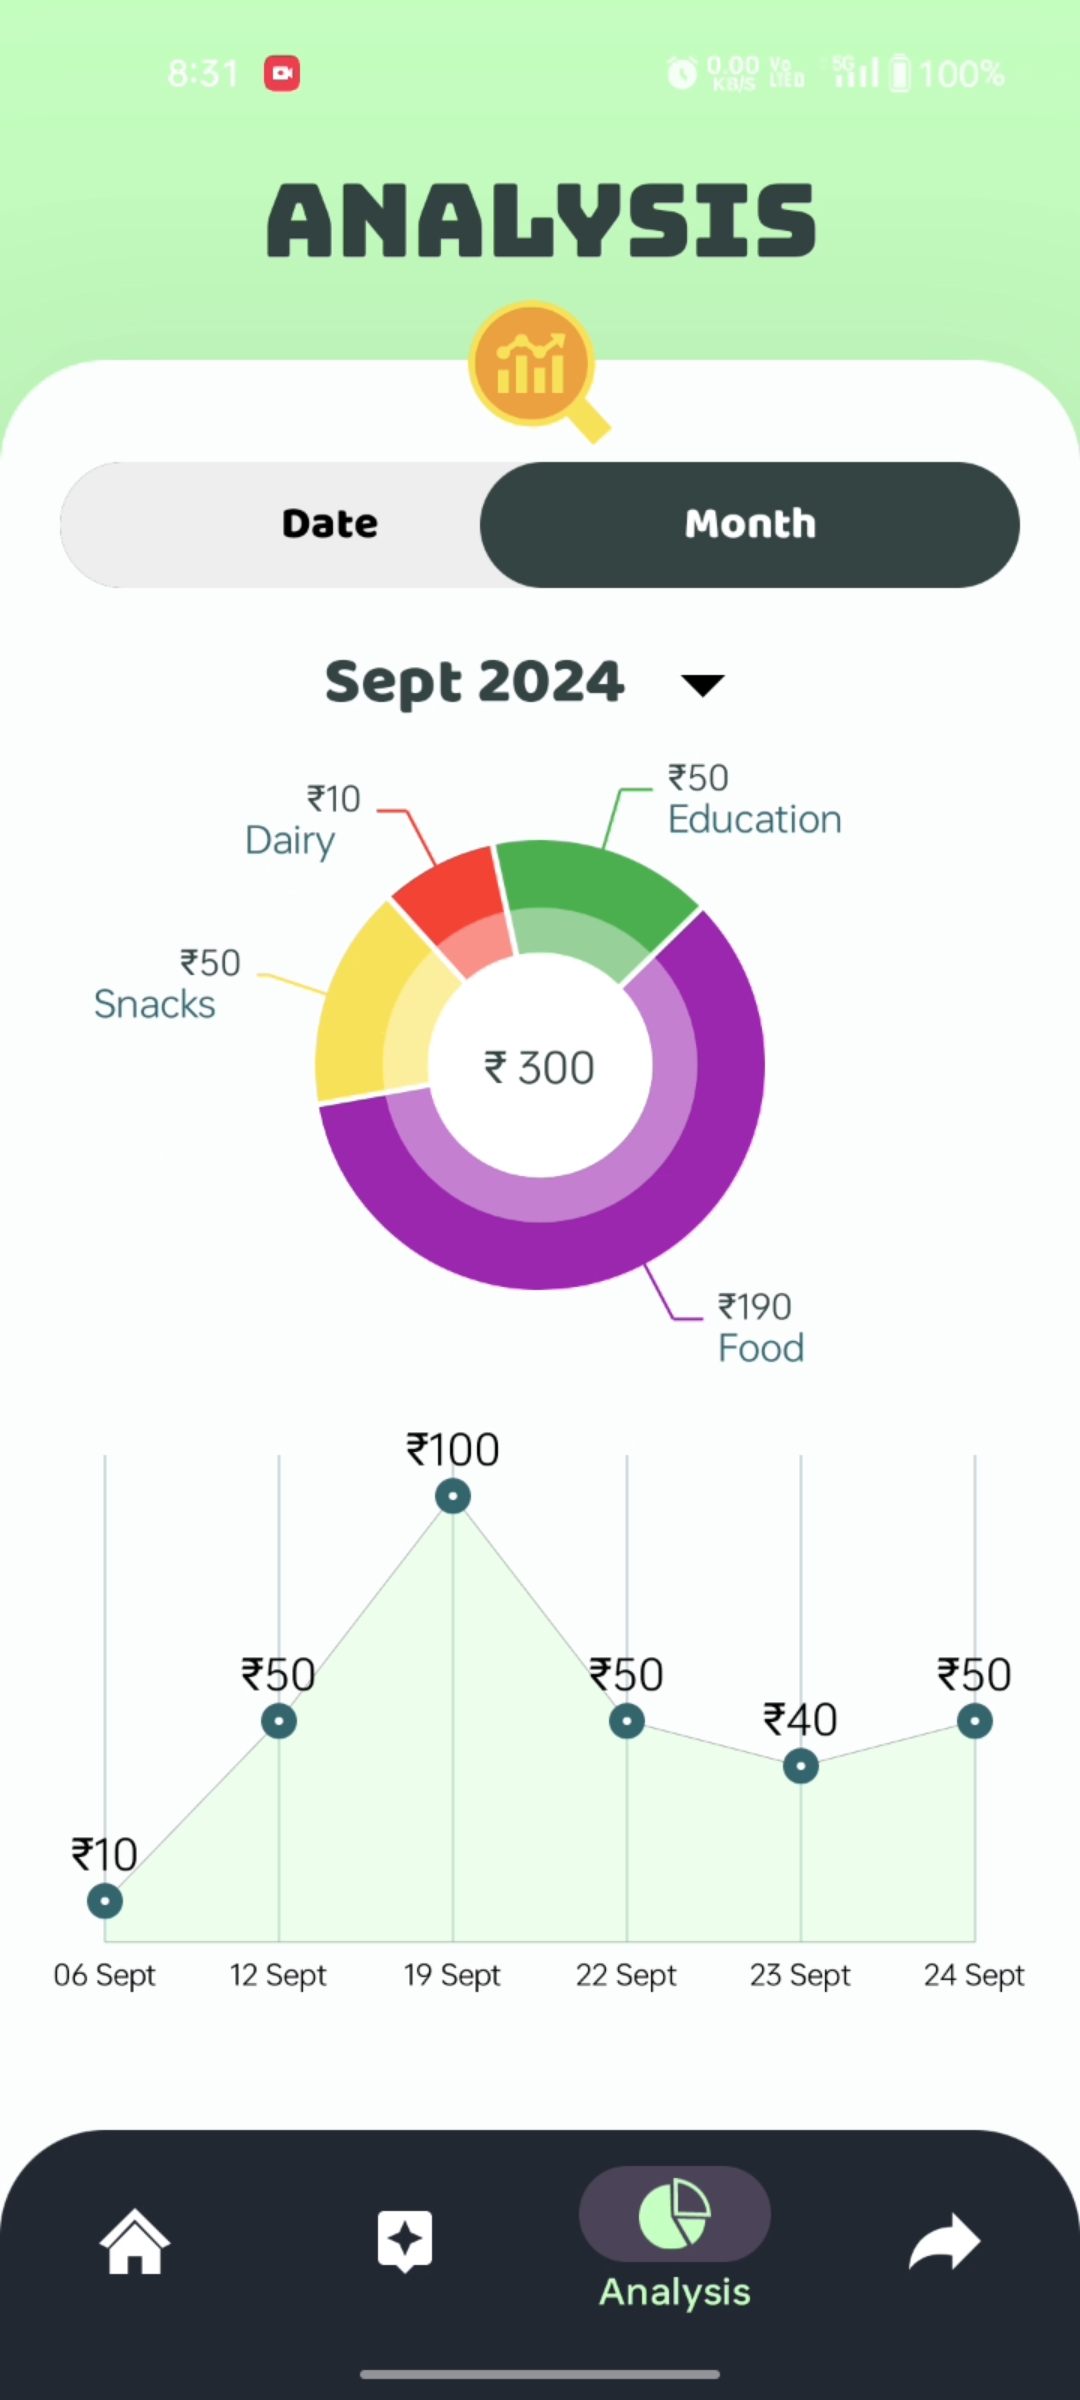 8:31 0.00 KB/S Vo LTE 5G 100%
ANALYSIS
Date Month
Sept 2024
₹50
Education
₹10
Dairy
₹50
Snacks
₹ 300
₹190
Food
₹100
₹50 ₹50 ₹50
₹40
₹10
06 Sept 12 Sept 19 Sept 22 Sept 23 Sept 24 Sept
Analysis